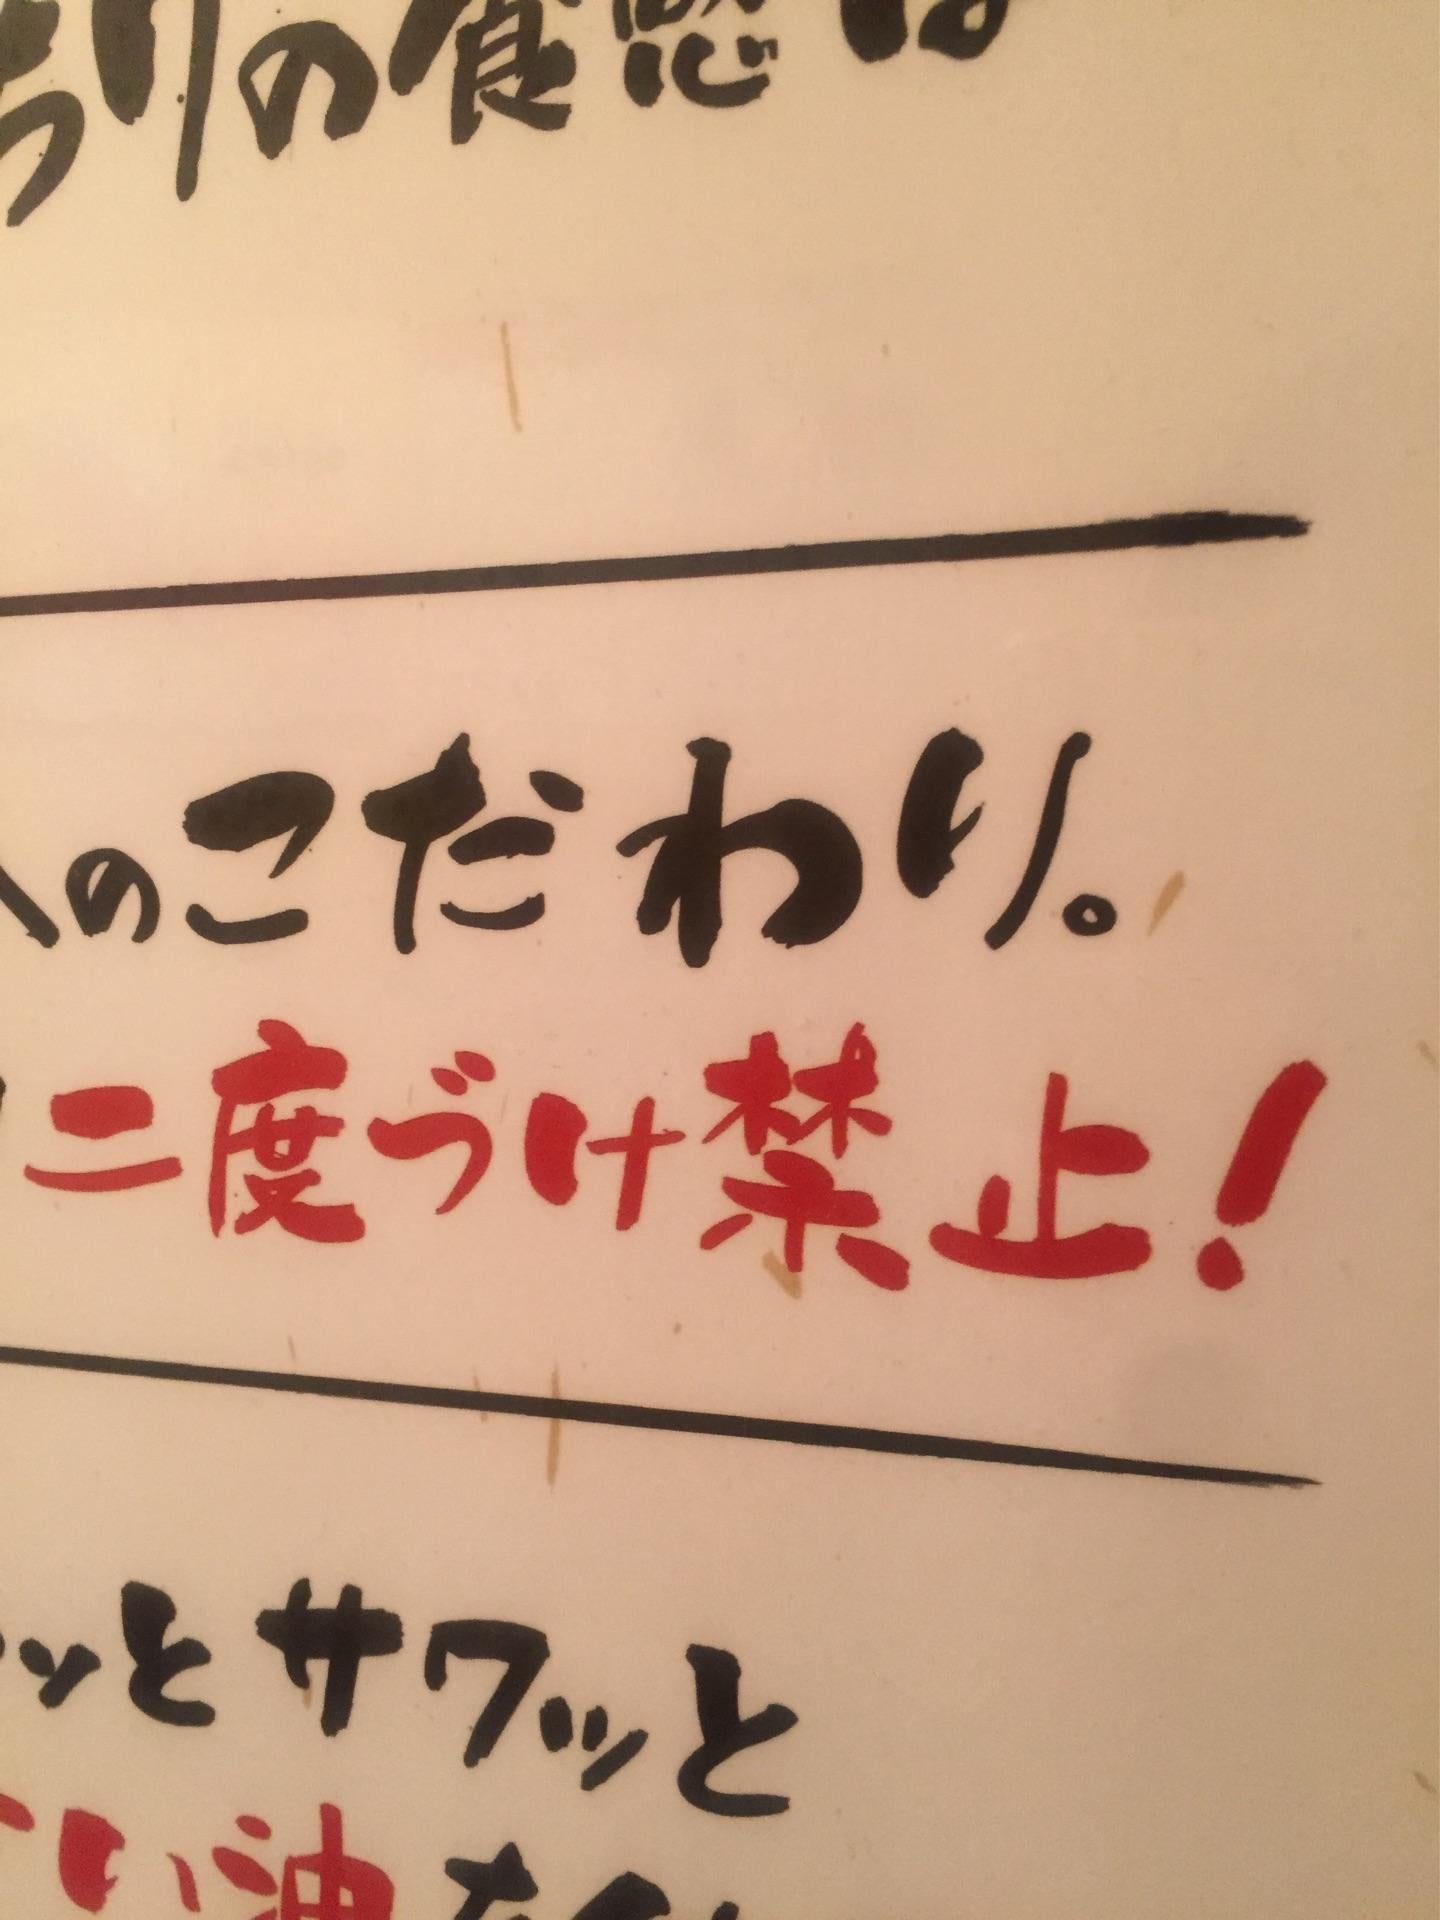 りの食感は
のこだわり。
二度づけ禁止!
ッとサワッと
い油